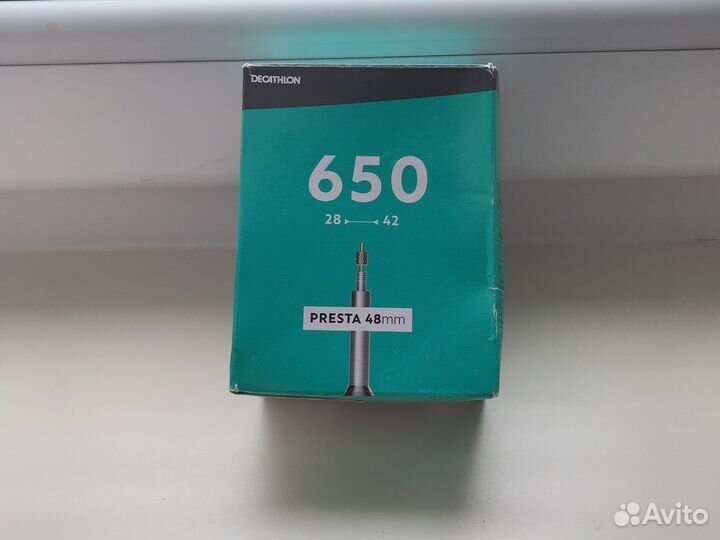 DECATHLON
650
28 42
PRESTA 48mm
Avito